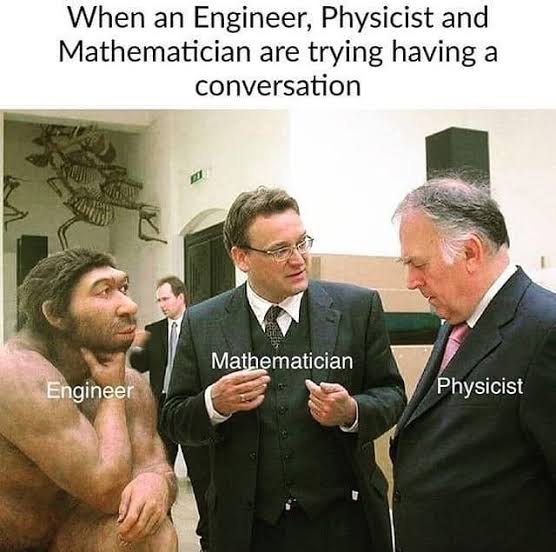 When an Engineer, Physicist and
Mathematician are trying having a
conversation
Engineer
Mathematician
Physicist